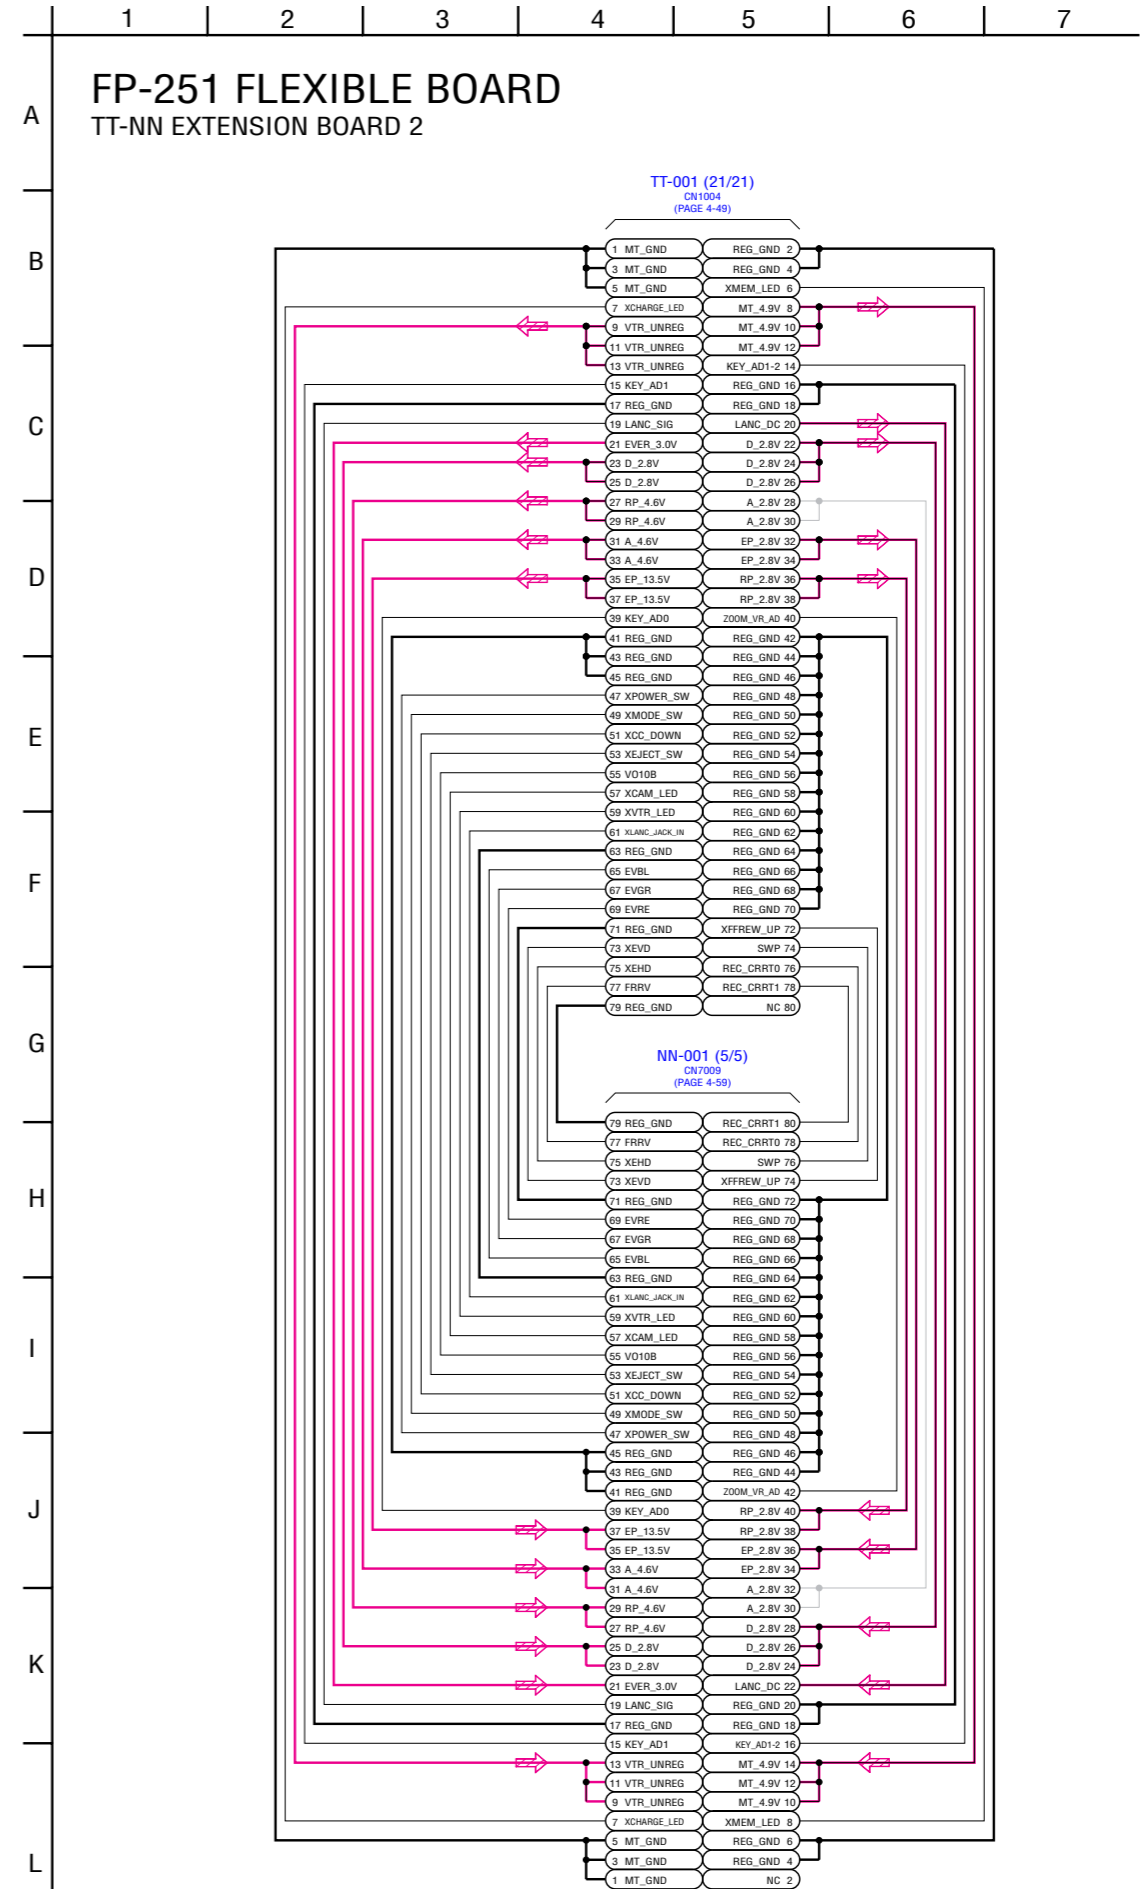 1 2 3 4 5 6 7
A
FP-251 FLEXIBLE BOARD
TT-NN EXTENSION BOARD 2
TT-001 (21/21)
CN1004
(PAGE 4-49)
B
1 MT_GND REG_GND 2
3 MT_GND REG_GND 4
5 MT_GND XMEM_LED 6
7 XCHARGE_LED MT_4.9V 8
9 VTR_UNREG MT_4.9V 10
11 VTR_UNREG MT_4.9V 12
13 VTR_UNREG KEY_AD1-2 14
15 KEY_AD1 REG_GND 16
17 REG_GND REG_GND 18
C
19 LANC_SIG LANC_DC 20
21 EVER_3.0V D_2.8V 22
23 D_2.8V D_2.8V 24
25 D_2.8V D_2.8V 26
27 RP_4.6V A_2.8V 28
29 RP_4.6V A_2.8V 30
31 A_4.6V EP_2.8V 32
33 A_4.6V EP_2.8V 34
D
35 EP_13.5V RP_2.8V 36
37 EP_13.5V RP_2.8V 38
39 KEY_AD0 ZOOM_VR_AD 40
41 REG_GND REG_GND 42
43 REG_GND REG_GND 44
45 REG_GND REG_GND 46
47 XPOWER_SW REG_GND 48
49 XMODE_SW REG_GND 50
E
51 XCC_DOWN REG_GND 52
53 XEJECT_SW REG_GND 54
55 VO10B REG_GND 56
57 XCAM_LED REG_GND 58
59 XVTR_LED REG_GND 60
61 XLANC_JACK_IN REG_GND 62
63 REG_GND REG_GND 64
65 EVBL REG_GND 66
F
67 EVGR REG_GND 68
69 EVRE REG_GND 70
71 REG_GND XFFREW_UP 72
73 XEVD SWP 74
75 XEHD REC_CRRT0 76
77 FRRV REC_CRRT1 78
79 REG_GND NC 80
G
NN-001 (5/5)
CN7009
(PAGE 4-59)
79 REG_GND REC_CRRT1 80
77 FRRV REC_CRRT0 78
75 XEHD SWP 76
73 XEVD XFFREW_UP 74
H
71 REG_GND REG_GND 72
69 EVRE REG_GND 70
67 EVGR REG_GND 68
65 EVBL REG_GND 66
63 REG_GND REG_GND 64
61 XLANC_JACK_IN REG_GND 62
59 XVTR_LED REG_GND 60
57 XCAM_LED REG_GND 58
I
55 VO10B REG_GND 56
53 XEJECT_SW REG_GND 54
51 XCC_DOWN REG_GND 52
49 XMODE_SW REG_GND 50
47 XPOWER_SW REG_GND 48
45 REG_GND REG_GND 46
43 REG_GND REG_GND 44
41 REG_GND ZOOM_VR_AD 42
J
39 KEY_AD0 RP_2.8V 40
37 EP_13.5V RP_2.8V 38
35 EP_13.5V EP_2.8V 36
33 A_4.6V EP_2.8V 34
31 A_4.6V A_2.8V 32
29 RP_4.6V A_2.8V 30
27 RP_4.6V D_2.8V 28
25 D_2.8V D_2.8V 26
K
23 D_2.8V D_2.8V 24
21 EVER_3.0V LANC_DC 22
19 LANC_SIG REG_GND 20
17 REG_GND REG_GND 18
15 KEY_AD1 KEY_AD1-2 16
13 VTR_UNREG MT_4.9V 14
11 VTR_UNREG MT_4.9V 12
9 VTR_UNREG MT_4.9V 10
7 XCHARGE_LED XMEM_LED 8
5 MT_GND REG_GND 6
L
3 MT_GND REG_GND 4
1 MT_GND NC 2